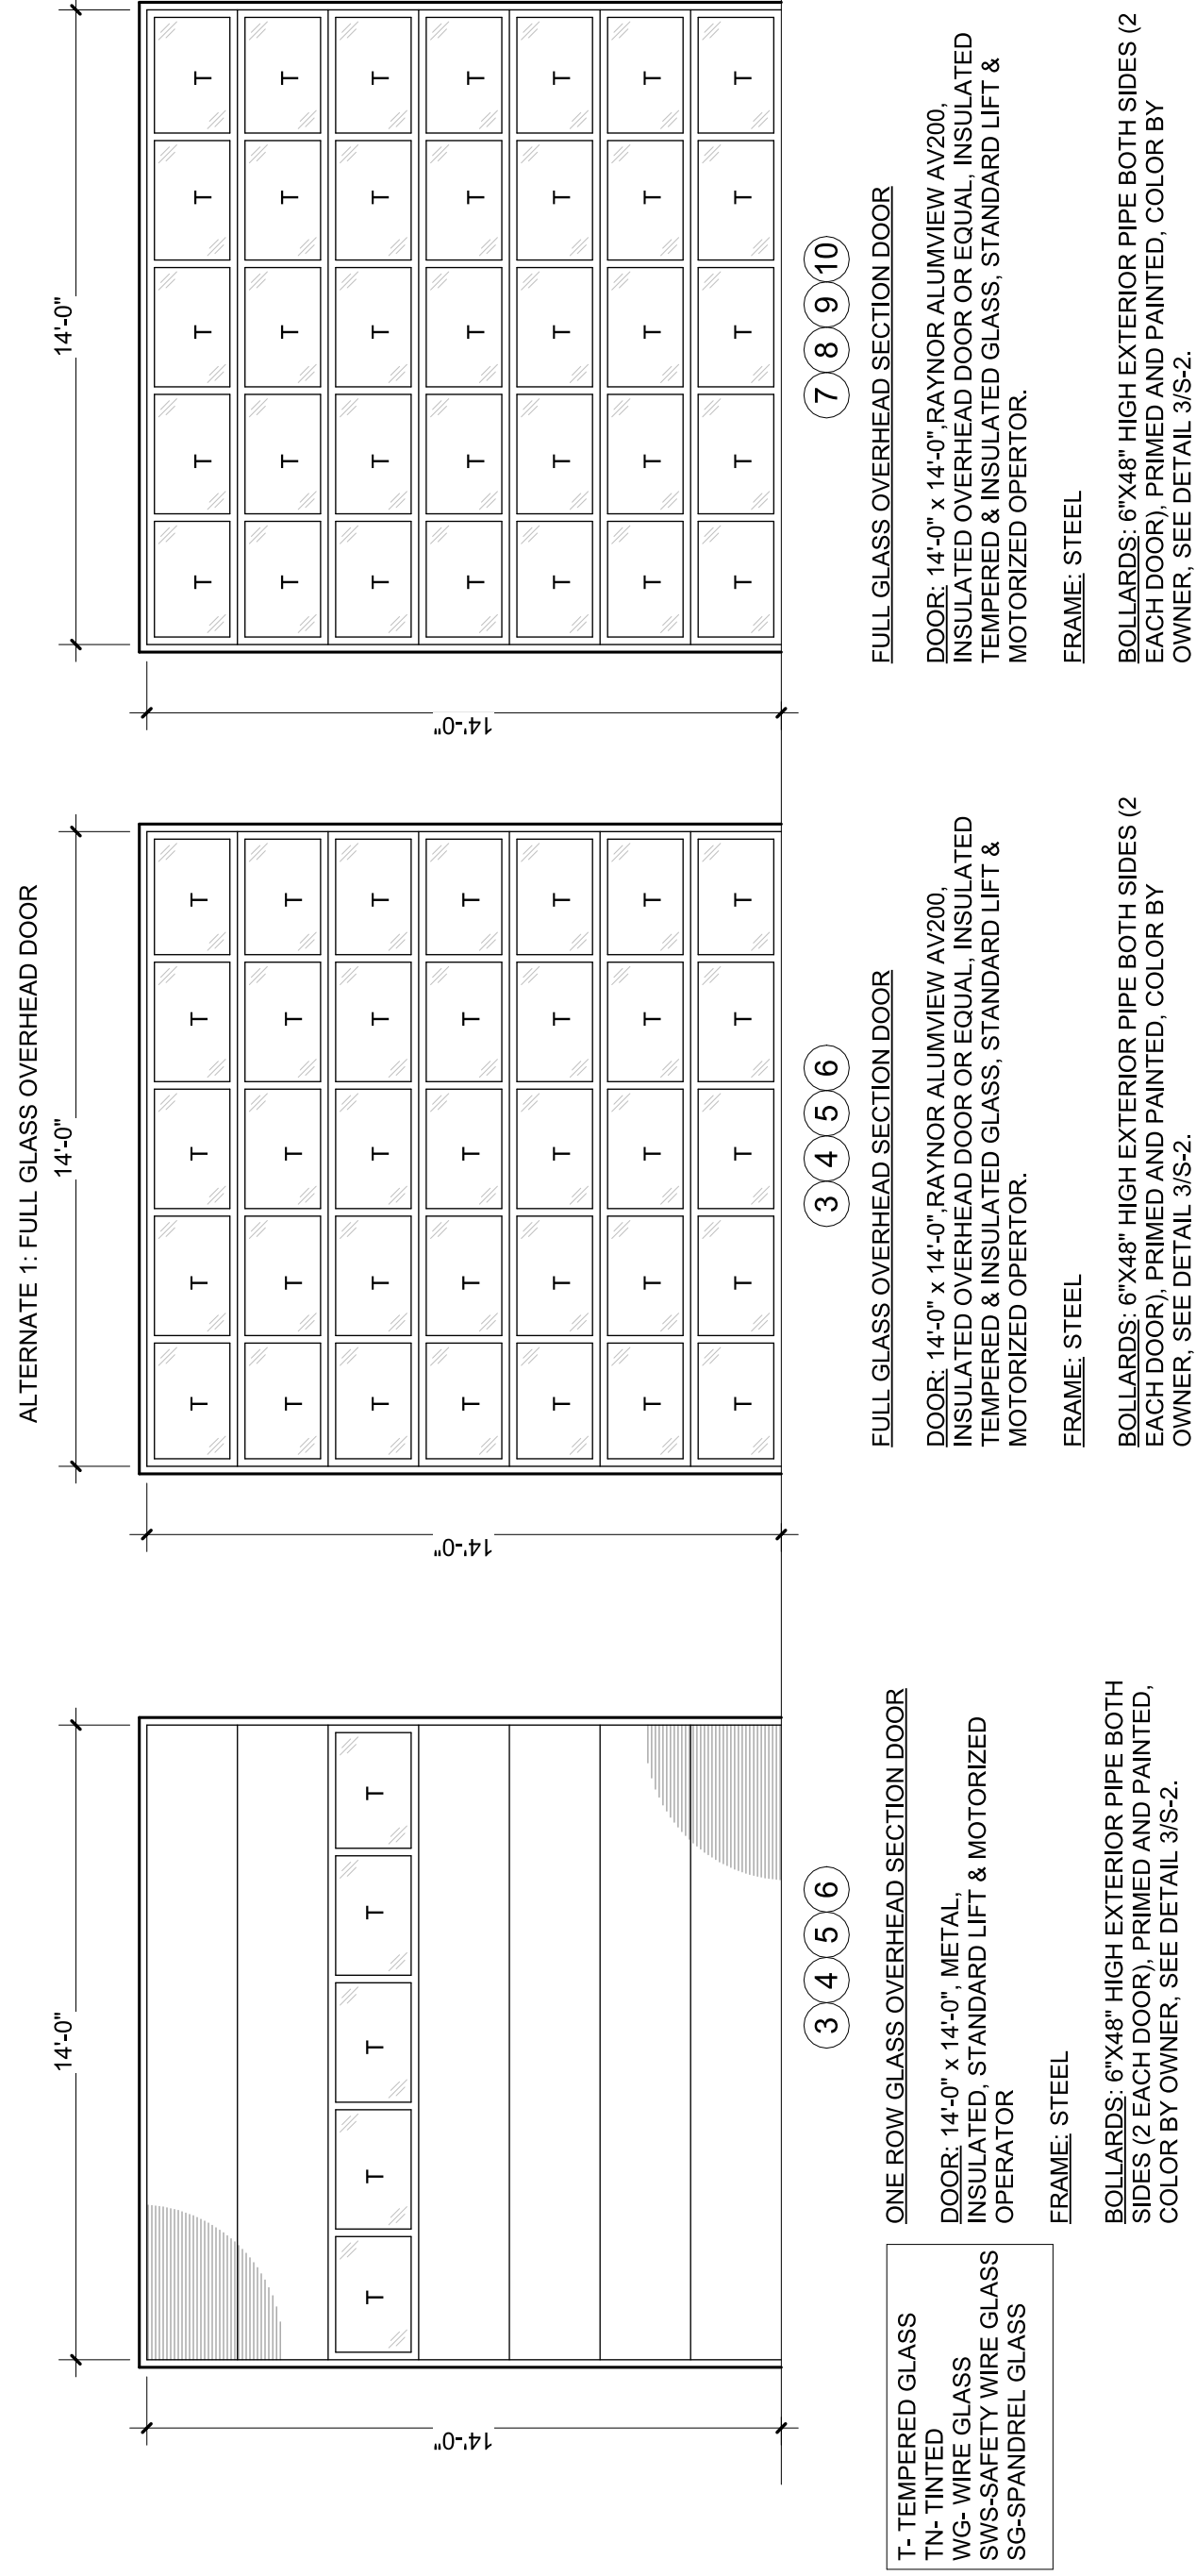 14'-0"
14'-0"
T T T T T
3 4 5 6
ONE ROW GLASS OVERHEAD SECTION DOOR
DOOR: 14'-0" x 14'-0", METAL,
INSULATED, STANDARD LIFT & MOTORIZED
OPERATOR
FRAME: STEEL
BOLLARDS: 6"X48" HIGH EXTERIOR PIPE BOTH
SIDES (2 EACH DOOR), PRIMED AND PAINTED,
COLOR BY OWNER, SEE DETAIL 3/S-2.
T- TEMPERED GLASS
TN- TINTED
WG- WIRE GLASS
SWS-SAFETY WIRE GLASS
SG-SPANDREL GLASS
ALTERNATE 1: FULL GLASS OVERHEAD DOOR
14'-0"
14'-0"
T T T T T
T T T T T
T T T T T
T T T T T
T T T T T
T T T T T
T T T T T
3 4 5 6
FULL GLASS OVERHEAD SECTION DOOR
DOOR: 14'-0" x 14'-0",RAYNOR ALUMVIEW AV200,
INSULATED OVERHEAD DOOR OR EQUAL, INSULATED
TEMPERED & INSULATED GLASS, STANDARD LIFT &
MOTORIZED OPERTOR.
FRAME: STEEL
BOLLARDS: 6"X48" HIGH EXTERIOR PIPE BOTH SIDES (2
EACH DOOR), PRIMED AND PAINTED, COLOR BY
OWNER, SEE DETAIL 3/S-2.
14'-0"
14'-0"
T T T T T
T T T T T
T T T T T
T T T T T
T T T T T
T T T T T
T T T T T
7 8 9 10
FULL GLASS OVERHEAD SECTION DOOR
DOOR: 14'-0" x 14'-0",RAYNOR ALUMVIEW AV200,
INSULATED OVERHEAD DOOR OR EQUAL, INSULATED
TEMPERED & INSULATED GLASS, STANDARD LIFT &
MOTORIZED OPERTOR.
FRAME: STEEL
BOLLARDS: 6"X48" HIGH EXTERIOR PIPE BOTH SIDES (2
EACH DOOR), PRIMED AND PAINTED, COLOR BY
OWNER, SEE DETAIL 3/S-2.